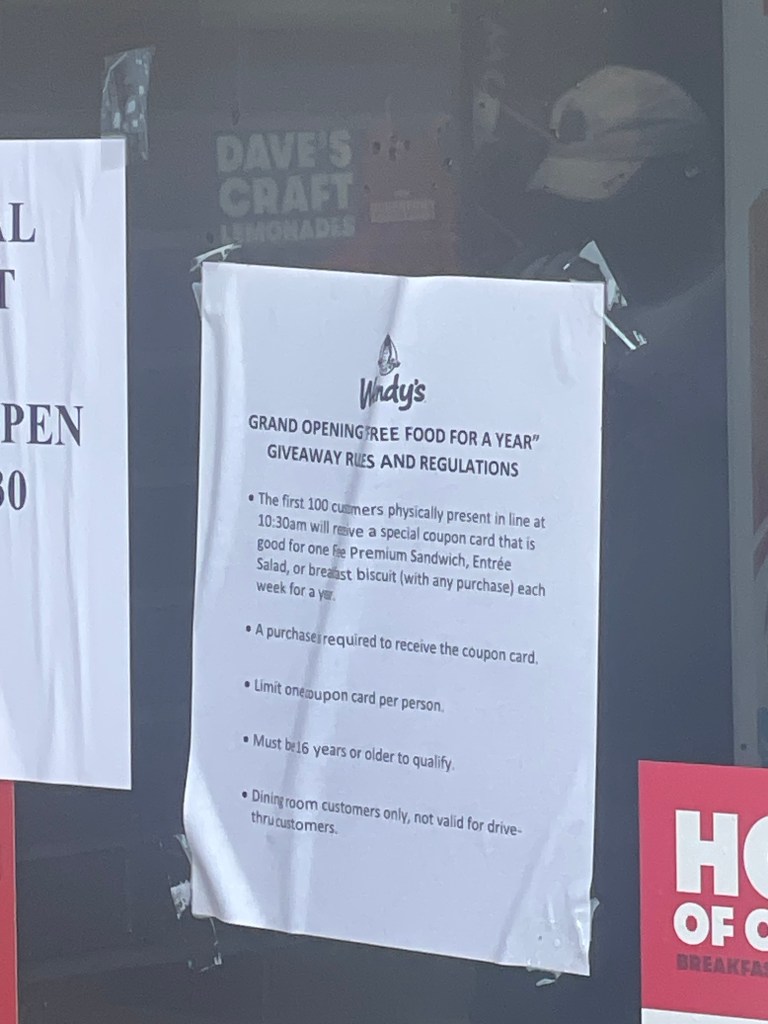 DAVE'S
CRAFT
LEMONADES
AL
T
PEN
30
Wendy's
GRAND OPENING FREE FOOD FOR A YEAR"
GIVEAWAY RULES AND REGULATIONS
• The first 100 customers physically present in line at
10:30am will receive a special coupon card that is
good for one free Premium Sandwich, Entrée
Salad, or breakfast biscuit (with any purchase) each
week for a year.
• A purchase is required to receive the coupon card.
• Limit one coupon card per person.
• Must be 16 years or older to qualify.
• Dining room customers only, not valid for drive-
thru customers.
HO
OF C
BREAKFAS